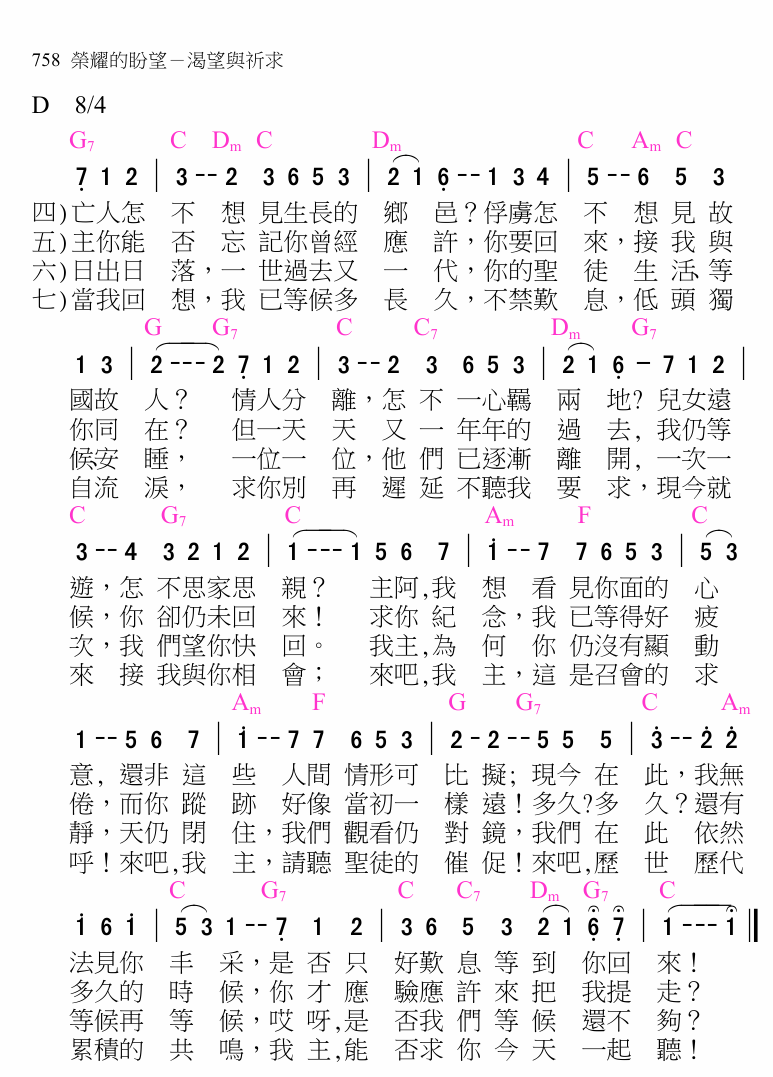 758 榮耀的盼望－渴望與祈求
D 8/4
G7 C Dm C Dm C Am C
7 1 2 | 3 -- 2 3 6 5 3 | 2 1 6 -- 1 3 4 | 5 -- 6 5 3
四)亡人怎 不 想 見生長的 鄉 邑？俘虜怎 不 想 見 故
五)主你能 否 忘 記你曾經 應 許，你要回 來，接 我 與
六)日出日 落，一 世過去又 一 代，你的聖 徒 生 活、等
七)當我回 想，我 已等候多 長 久，不禁歎 息，低 頭 獨
G G7 C C7 Dm G7
1 3 | 2 --- 2 7 1 2 | 3 -- 2 3 6 5 3 | 2 1 6 - 7 1 2 |
國故 人？ 情人分 離，怎 不 一心羈 兩 地? 兒女遠
你同 在？ 但一天 天 又 一 年年的 過 去, 我仍等
候、安 睡， 一位一 位，他 們 已逐漸 離 開, 一次一
自流 淚， 求你別 再 遲 延 不聽我 要 求，現今就
C G7 C Am F C
3 -- 4 3 2 1 2 | 1 --- 1 5 6 7 | i -- 7 7 6 5 3 | 5 3
遊，怎 不思家思 親？ 主阿,我 想 看 見你面的 心
候，你 卻仍未回 來！ 求你 紀 念，我 已等得好 疲
次，我 們望你快 回。 我主,為 何 你 仍沒有顯 動
來 接 我與你相 會； 來吧,我 主，這 是召會的 求
Am F G G7 C Am
1 -- 5 6 7 | i -- 7 7 6 5 3 | 2 - 2 -- 5 5 5 | 3 -- 2 2
意, 還非 這 些 人間 情形可 比 擬; 現今 在 此，我無
倦，而你 蹤 跡 好像 當初一 樣 遠！多久?多 久？還有
靜，天仍 閉 住，我們 觀看仍 對 鏡，我們 在 此 依然
呼！來吧,我 主，請聽 聖徒的 催 促！來吧,歷 世 歷代
C G7 C C7 Dm G7 C
i 6 i | 5 3 1 -- 7 1 2 | 3 6 5 3 2 1 6 7 | 1 --- 1 ‖
法見你 丰 采，是 否 只 好歎 息 等 到 你回 來！
多久的 時 候，你 才 應 驗應 許 來 把 我提 走？
等候再 等 候，哎 呀,是 否我 們 等 候 還不 夠？
累積的 共 鳴，我 主,能 否求 你 今 天 一起 聽！